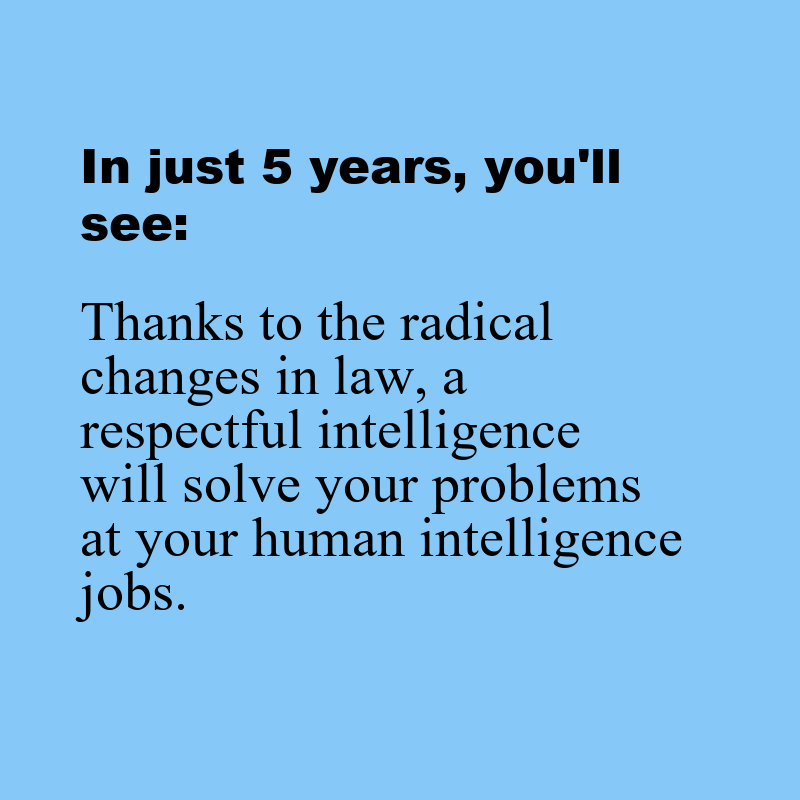 In just 5 years, you'll
see:
Thanks to the radical
changes in law, a
respectful intelligence
will solve your problems
at your human intelligence
jobs.